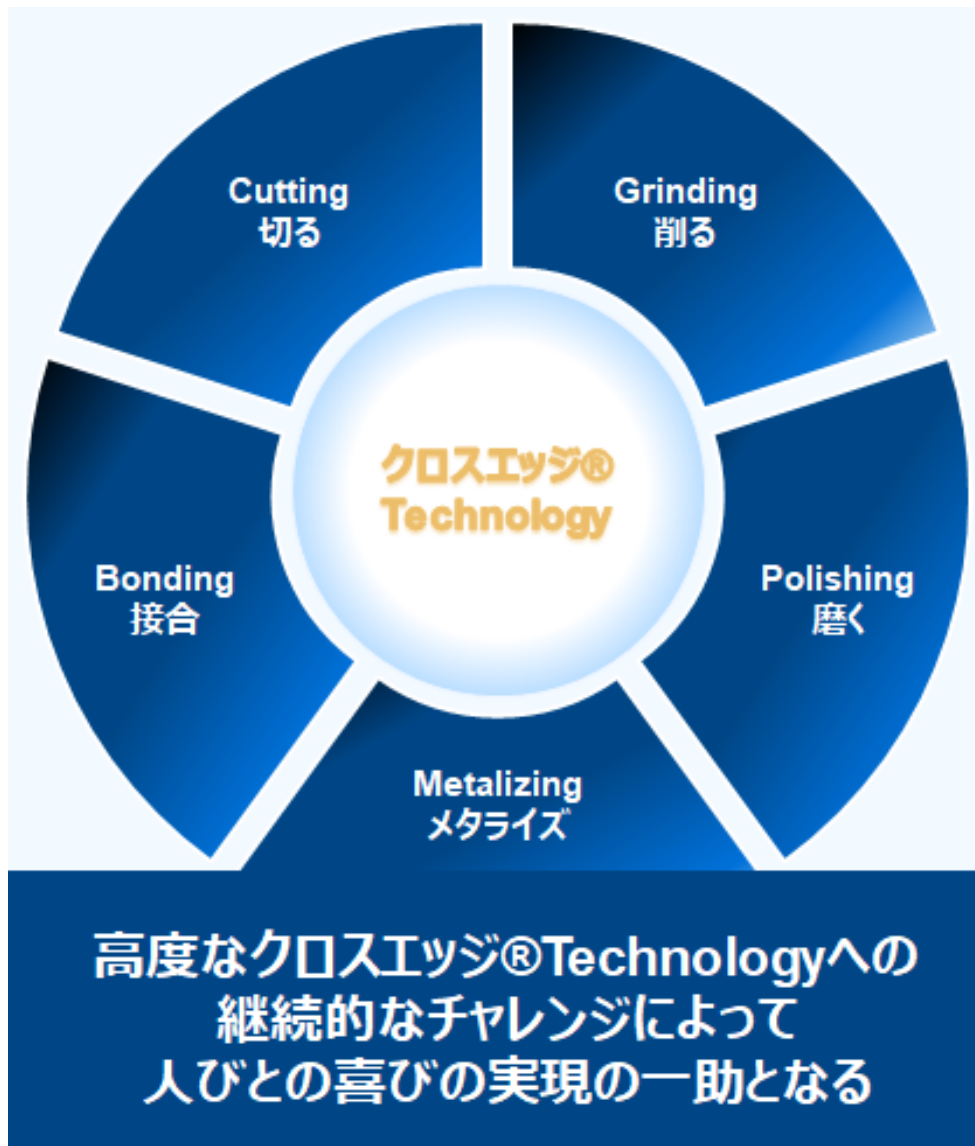 Cutting
切る
Grinding
削る
クロスエッジ®
Technology
Bonding
接合
Polishing
磨く
Metalizing
メタライズ
高度なクロスエッジ®Technologyへの
継続的なチャレンジによって
人びとの喜びの実現の一助となる